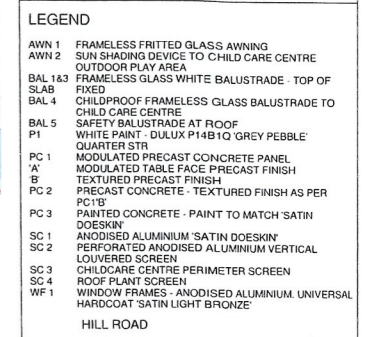 LEGEND
AWN 1 FRAMELESS FRITTED GLASS AWNING
AWN 2 SUN SHADING DEVICE TO CHILD CARE CENTRE
OUTDOOR PLAY AREA
BAL 1&3 FRAMELESS GLASS WHITE BALUSTRADE - TOP OF
SLAB FIXED
BAL 4 CHILDPROOF FRAMELESS GLASS BALUSTRADE TO
CHILD CARE CENTRE
BAL 5 SAFETY BALUSTRADE AT ROOF
P1 WHITE PAINT - DULUX P14B1Q 'GREY PEBBLE'
QUARTER STR
PC 1 MODULATED PRECAST CONCRETE PANEL
'A' MODULATED TABLE FACE PRECAST FINISH
'B' TEXTURED PRECAST FINISH
PC 2 PRECAST CONCRETE - TEXTURED FINISH AS PER
PC1'B'
PC 3 PAINTED CONCRETE - PAINT TO MATCH 'SATIN
DOESKIN'
SC 1 ANODISED ALUMINIUM 'SATIN DOESKIN'
SC 2 PERFORATED ANODISED ALUMINIUM VERTICAL
LOUVERED SCREEN
SC 3 CHILDCARE CENTRE PERIMETER SCREEN
SC 4 ROOF PLANT SCREEN
WF 1 WINDOW FRAMES - ANODISED ALUMINIUM. UNIVERSAL
HARDCOAT 'SATIN LIGHT BRONZE'
HILL ROAD